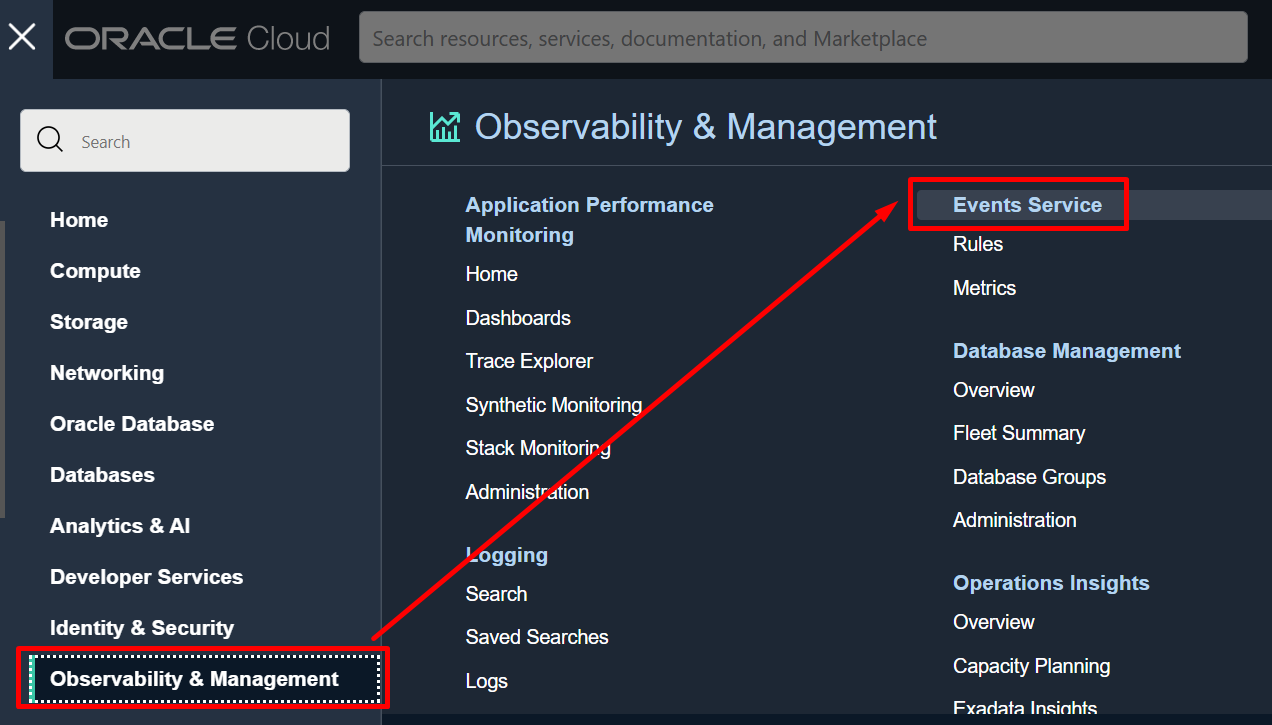 ORACLE Cloud
Search resources, services, documentation, and Marketplace
Search
Home
Compute
Storage
Networking
Oracle Database
Databases
Analytics & AI
Developer Services
Identity & Security
Observability & Management
Observability & Management
Application Performance
Monitoring
Home
Dashboards
Trace Explorer
Synthetic Monitoring
Stack Monitoring
Administration
Logging
Search
Saved Searches
Logs
Events Service
Rules
Metrics
Database Management
Overview
Fleet Summary
Database Groups
Administration
Operations Insights
Overview
Capacity Planning
Exadata Insights